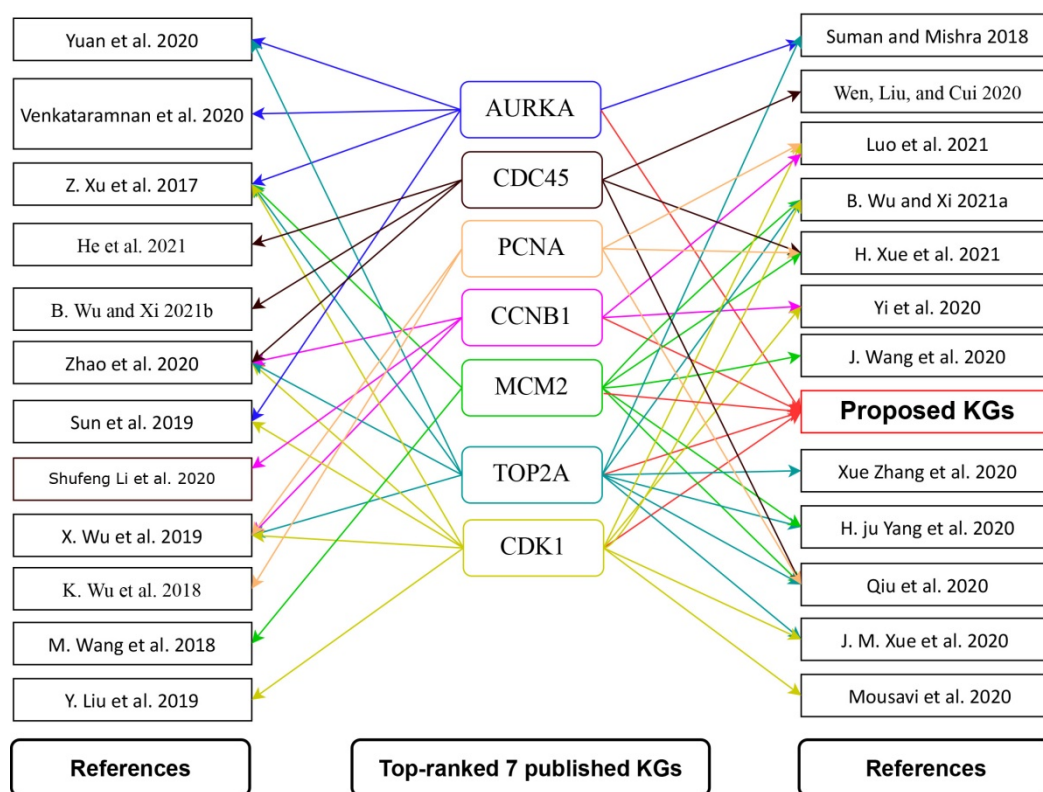 Yuan et al. 2020
Venkataramnan et al. 2020
Z. Xu et al. 2017
He et al. 2021
B. Wu and Xi 2021b
Zhao et al. 2020
Sun et al. 2019
Shufeng Li et al. 2020
X. Wu et al. 2019
K. Wu et al. 2018
M. Wang et al. 2018
Y. Liu et al. 2019
References
AURKA
CDC45
PCNA
CCNB1
MCM2
TOP2A
CDK1
Top-ranked 7 published KGs
Suman and Mishra 2018
Wen, Liu, and Cui 2020
Luo et al. 2021
B. Wu and Xi 2021a
H. Xue et al. 2021
Yi et al. 2020
J. Wang et al. 2020
Proposed KGs
Xue Zhang et al. 2020
H. ju Yang et al. 2020
Qiu et al. 2020
J. M. Xue et al. 2020
Mousavi et al. 2020
References